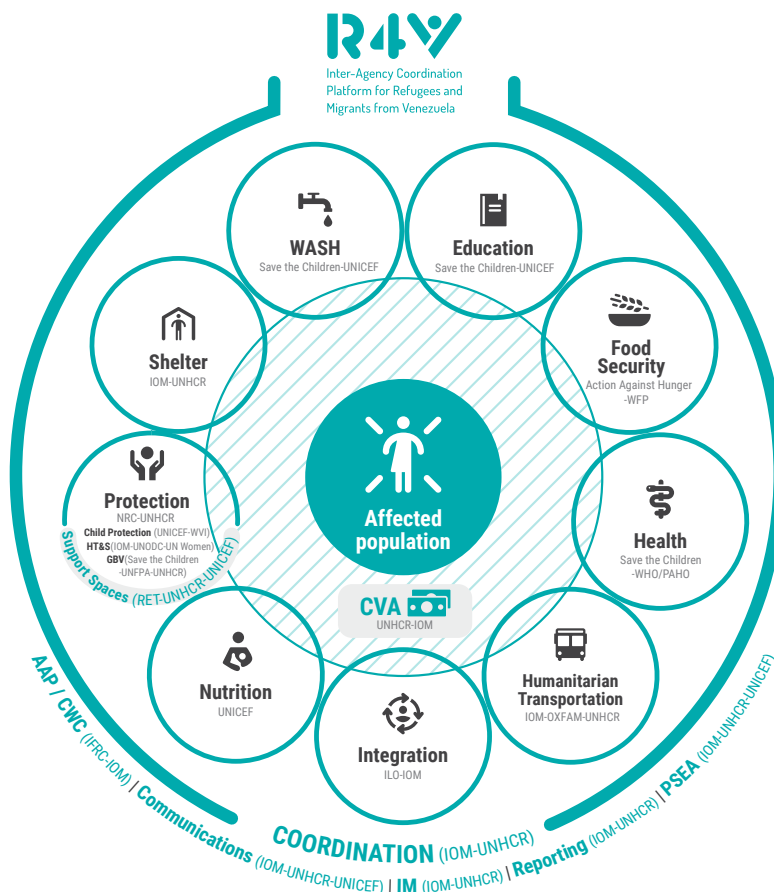 R4V
Inter-Agency Coordination
Platform for Refugees and
Migrants from Venezuela
WASH
Save the Children-UNICEF
Education
Save the Children-UNICEF
Shelter
IOM-UNHCR
Food
Security
Action Against Hunger
-WFP
Protection
NRC-UNHCR
Child Protection (UNICEF-WVI)
HT&S(IOM-UNODC-UN Women)
GBV(Save the Children
-UNFPA-UNHCR)
Support Spaces (RET-UNHCR-UNICEF)
Affected
population
Health
Save the Children
-WHO/PAHO
CVA
UNHCR-IOM
Nutrition
UNICEF
Integration
ILO-IOM
Humanitarian
Transportation
IOM-OXFAM-UNHCR
COORDINATION (IOM-UNHCR)
AAP / CWC (IFRC-IOM) | Communications (IOM-UNHCR-UNICEF) | IM (IOM-UNHCR) | Reporting (IOM-UNHCR) | PSEA (IOM-UNHCR-UNICEF)